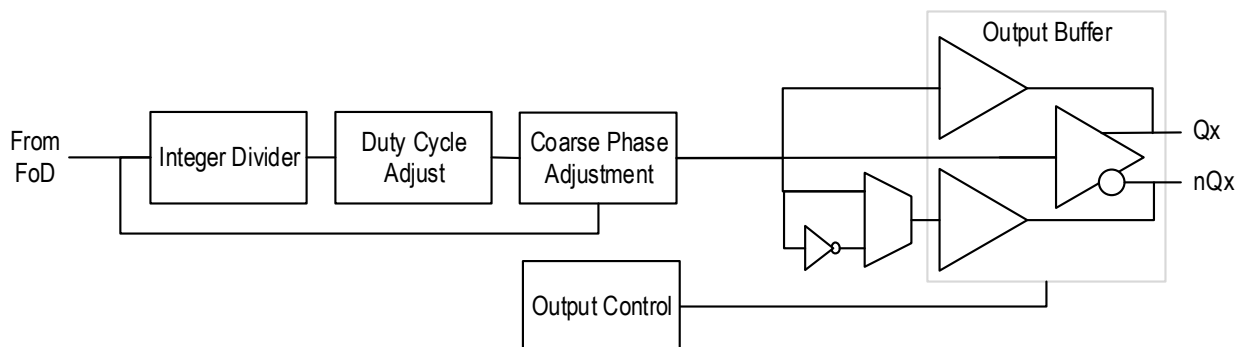 Output Buffer
From
FoD
Integer Divider
Duty Cycle
Adjust
Coarse Phase
Adjustment
Qx
nQx
Output Control